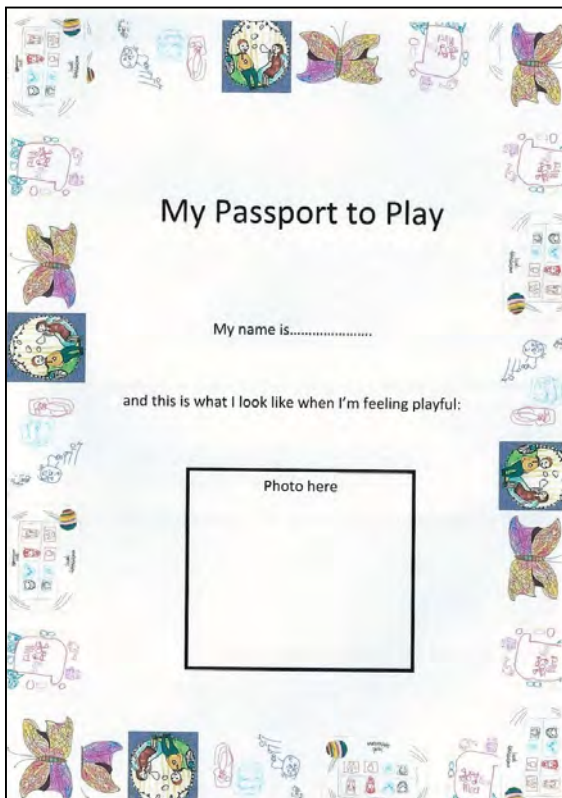 My Passport to Play
My name is.....................
and this is what I look like when I'm feeling playful:
Photo here